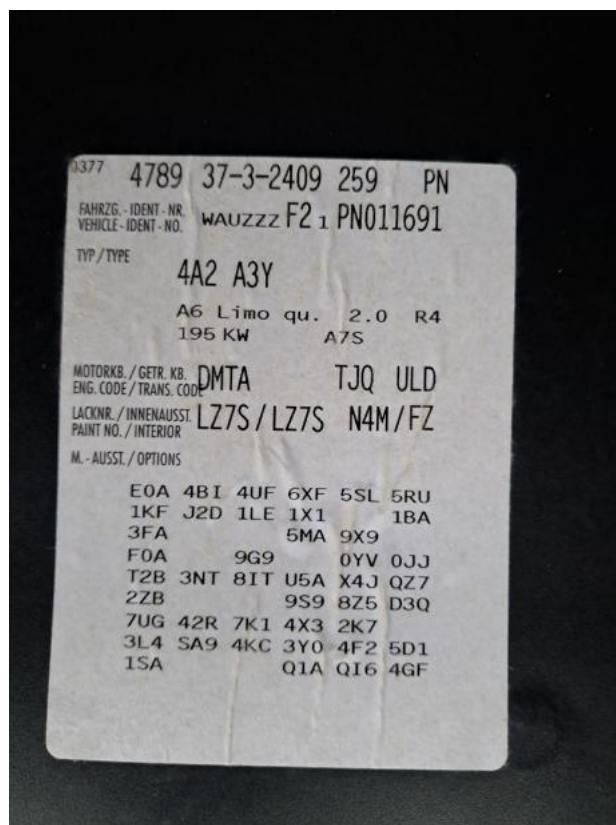 0377 4789 37-3-2409 259 PN
FAHRZG.-IDENT-NR. VEHICLE-IDENT-NO. WAUZZZ F2 1 PN011691
TYP/TYPE
4A2 A3Y
A6 Limo qu. 2.0 R4
195 KW A7S
MOTORKB./GETR. KB. ENG. CODE/TRANS. CODE DMTA TJQ ULD
LACKNR./INNENAUSST. PAINT NO./INTERIOR LZ7S/LZ7S N4M/FZ
M.-AUSST./OPTIONS
E0A 4BI 4UF 6XF 5SL 5RU
1KF J2D 1LE 1X1 1BA
3FA 5MA 9X9
F0A 9G9 0YV 0JJ
T2B 3NT 8IT U5A X4J QZ7
2ZB 9S9 8Z5 D3Q
7UG 42R 7K1 4X3 2K7
3L4 SA9 4KC 3Y0 4F2 5D1
1SA Q1A QI6 4GF